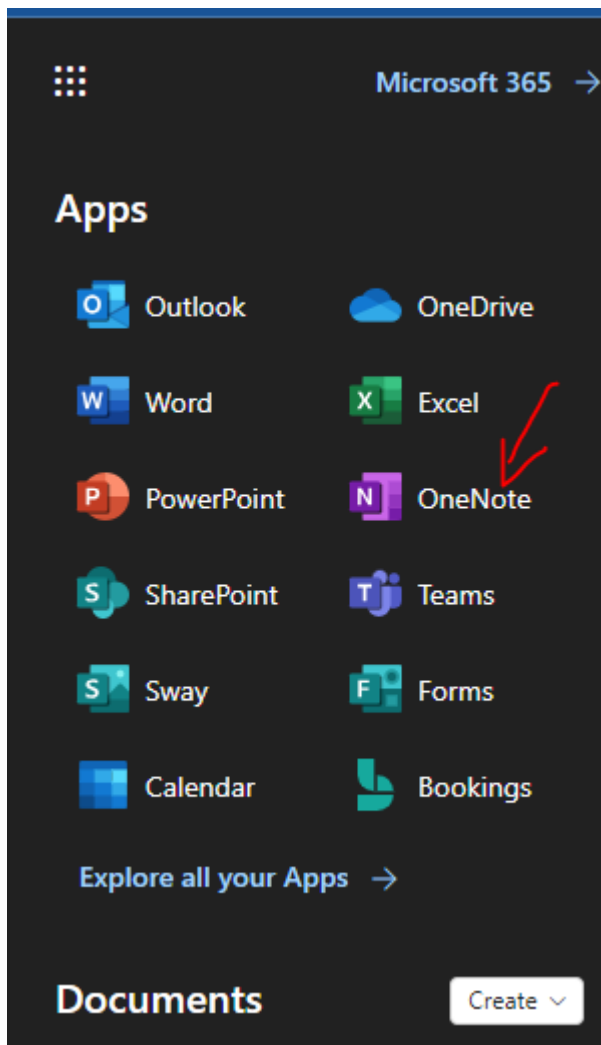 Microsoft 365 →
Apps
Outlook
OneDrive
Word
Excel
PowerPoint
OneNote
SharePoint
Teams
Sway
Forms
Calendar
Bookings
Explore all your Apps →
Documents
Create